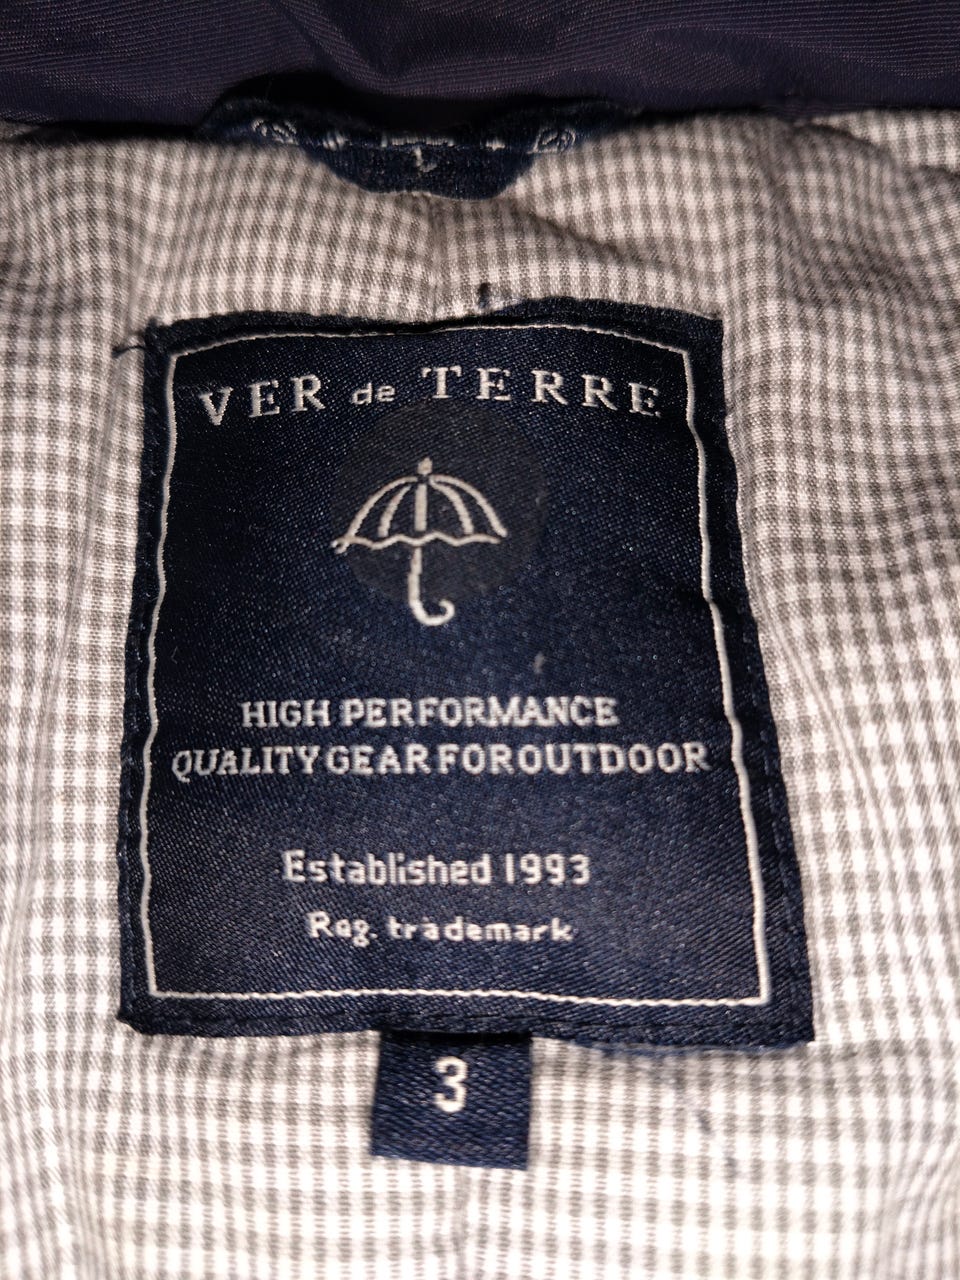 VER de TERRE
HIGH PERFORMANCE
QUALITY GEAR FOR OUTDOOR
Established 1993
Reg. trademark
3